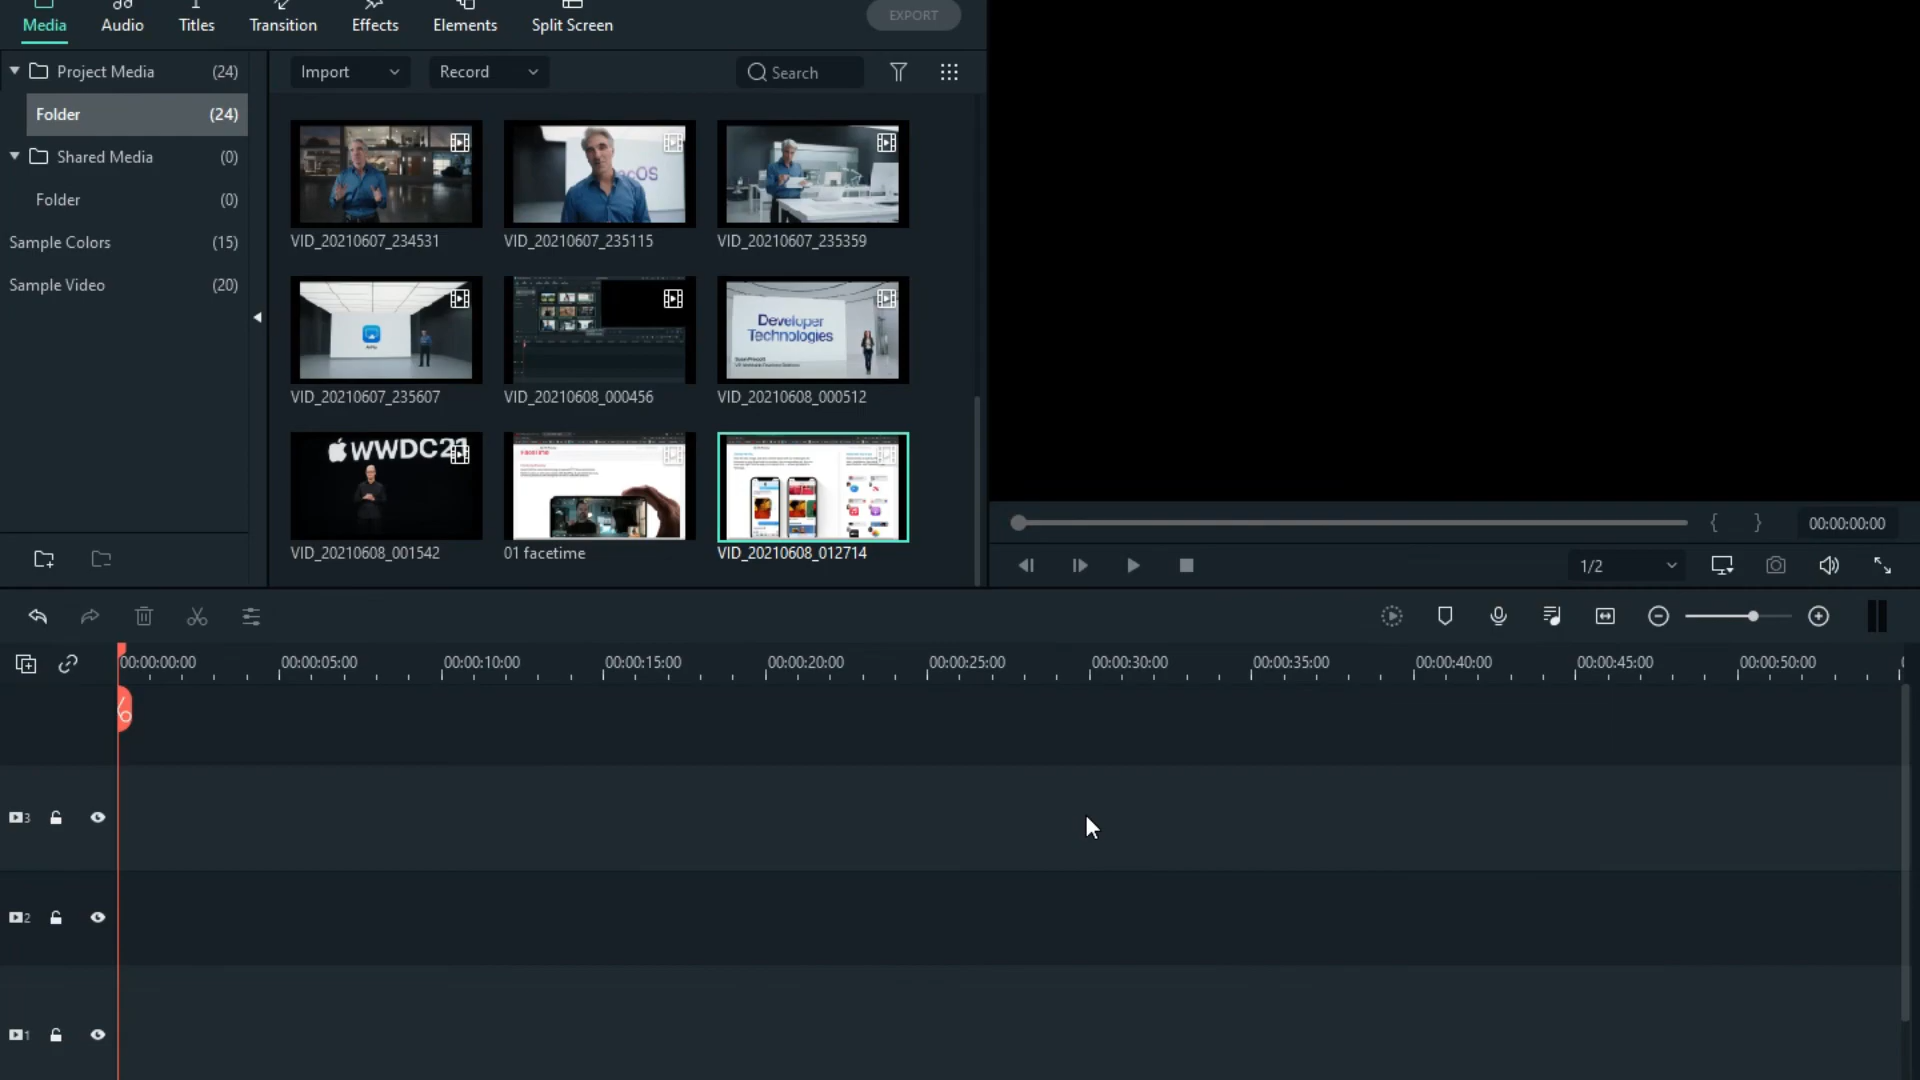 Media
Audio
Titles
Transition
Effects
Elements
Split Screen
EXPORT
Project Media (24)
Folder (24)
Shared Media (0)
Folder (0)
Sample Colors (15)
Sample Video (20)
Import
Record
Search
VID_20210607_234531
VID_20210607_235115
VID_20210607_235359
Developer
Technologies
VID_20210607_235607
VID_20210608_000456
VID_20210608_000512
WWDC21
VID_20210608_001542
01 facetime
VID_20210608_012714
{ }
00:00:00:00
1/2
00:00:00:00
00:00:05:00
00:00:10:00
00:00:15:00
00:00:20:00
00:00:25:00
00:00:30:00
00:00:35:00
00:00:40:00
00:00:45:00
00:00:50:00
3
2
1